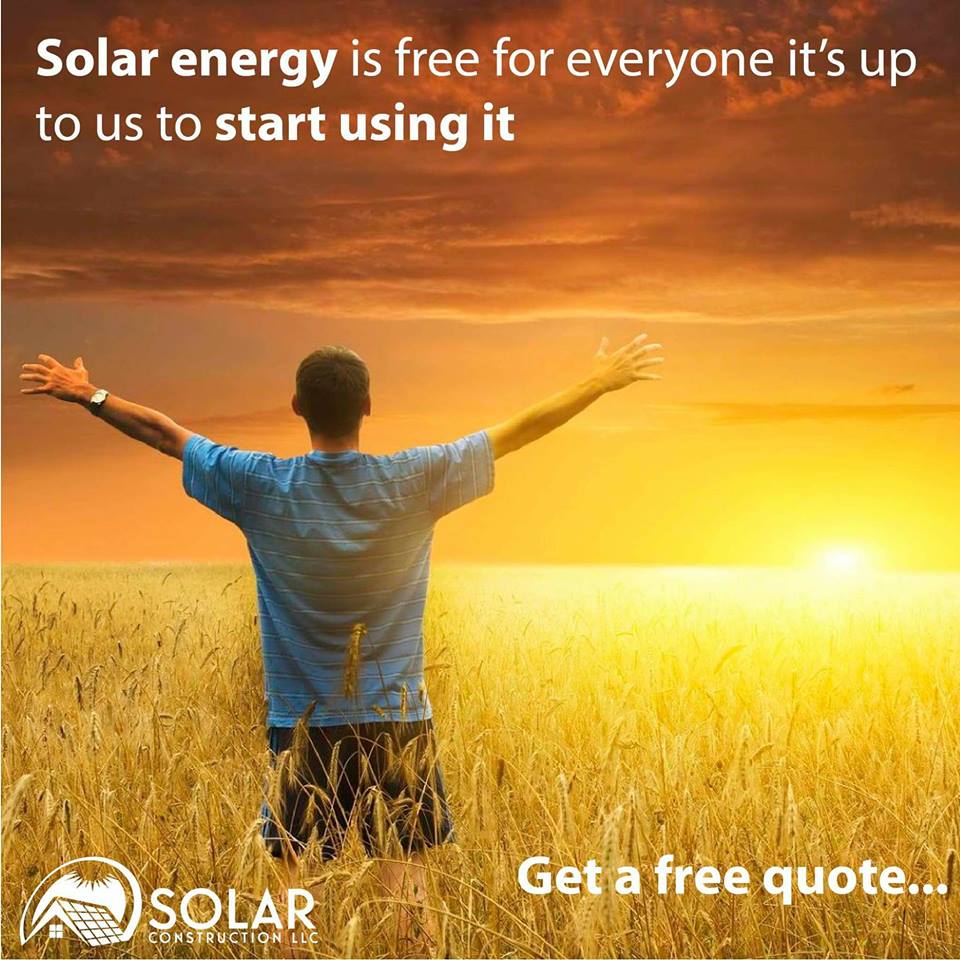 Solar energy is free for everyone it’s up
to us to start using it
Get a free quote...
SOLAR
CONSTRUCTION LLC